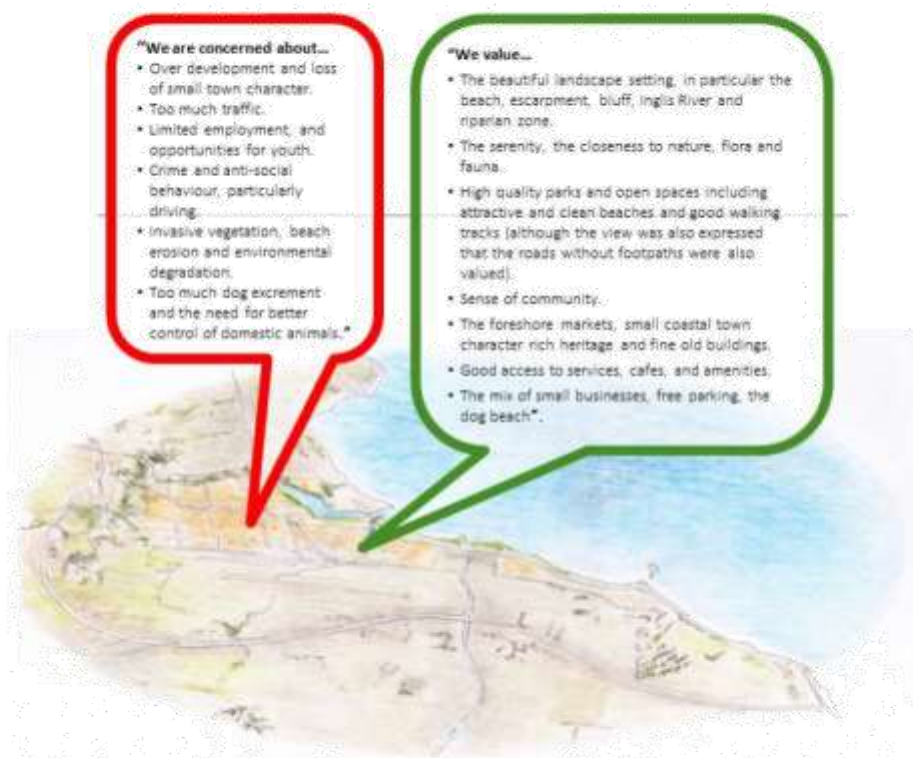 “We are concerned about...
• Over development and loss
of small town character.
• Too much traffic.
• Limited employment, and
opportunities for youth.
• Crime and anti-social
behaviour, particularly
driving.
• Invasive vegetation, beach
erosion and environmental
degradation.
• Too much dog excrement
and the need for better
control of domestic animals.”
“We value...
• The beautiful landscape setting, in particular the
beach, escarpment, bluff, Inglis River and
riparian zone.
• The serenity, the closeness to nature, flora and
fauna.
• High quality parks and open spaces including
attractive and clean beaches and good walking
tracks (although the view was also expressed
that the roads without footpaths were also
valued).
• Sense of community.
• The foreshore markets, small coastal town
character rich heritage and fine old buildings.
• Good access to services, cafes, and amenities.
• The mix of small businesses, free parking, the
dog beach”.